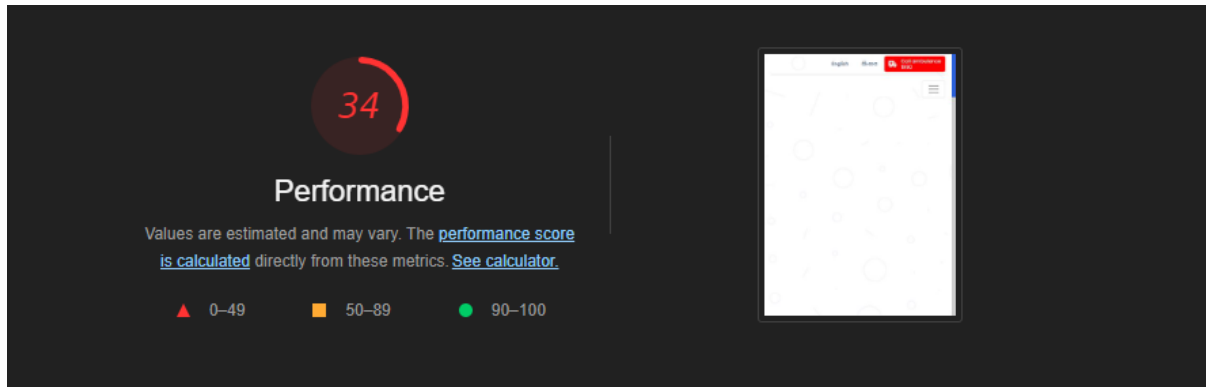 34
Performance
Values are estimated and may vary. The performance score
is calculated directly from these metrics. See calculator.
0–49
50–89
90–100
English